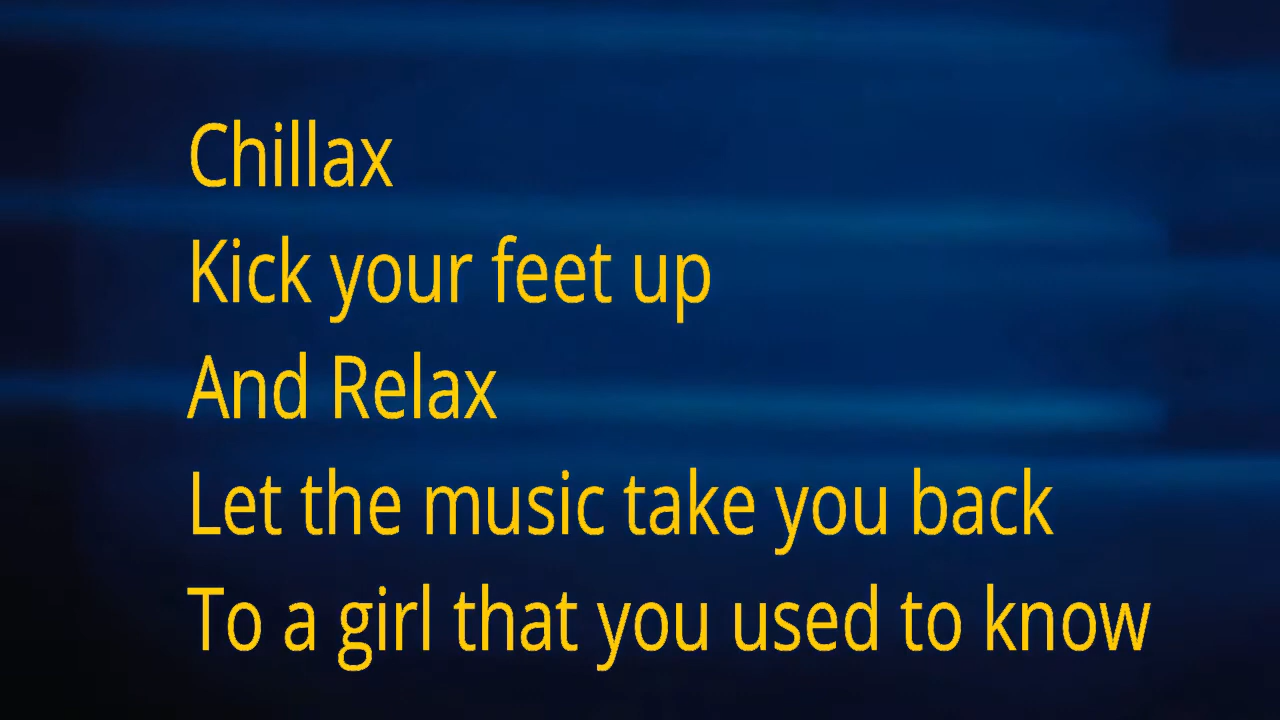 Chillax
Kick your feet up
And Relax
Let the music take you back
To a girl that you used to know